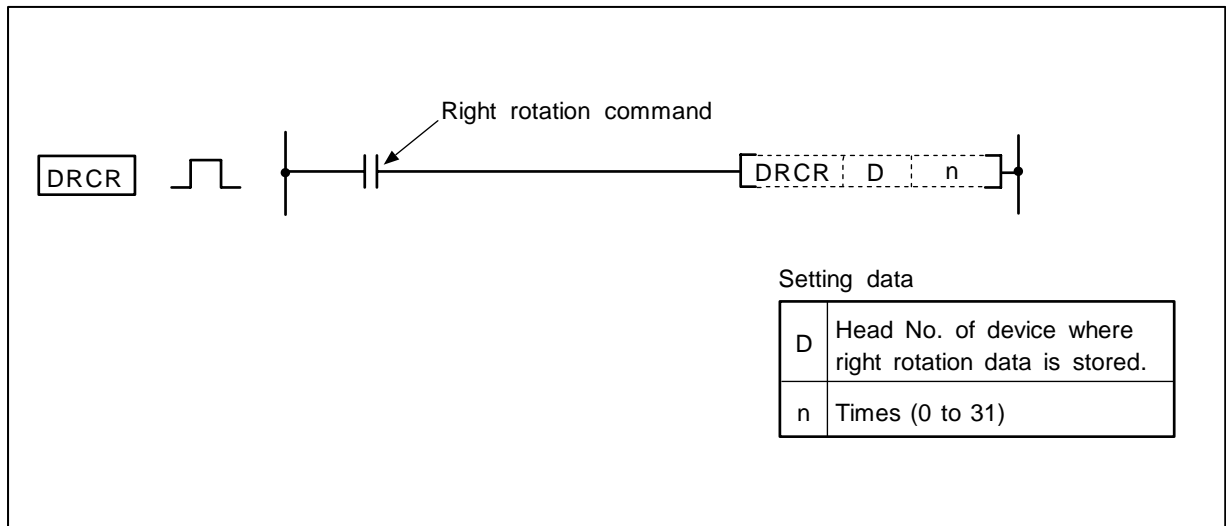 Right rotation command
DRCR
DRCR D n
Setting data
D Head No. of device where
right rotation data is stored.
n Times (0 to 31)